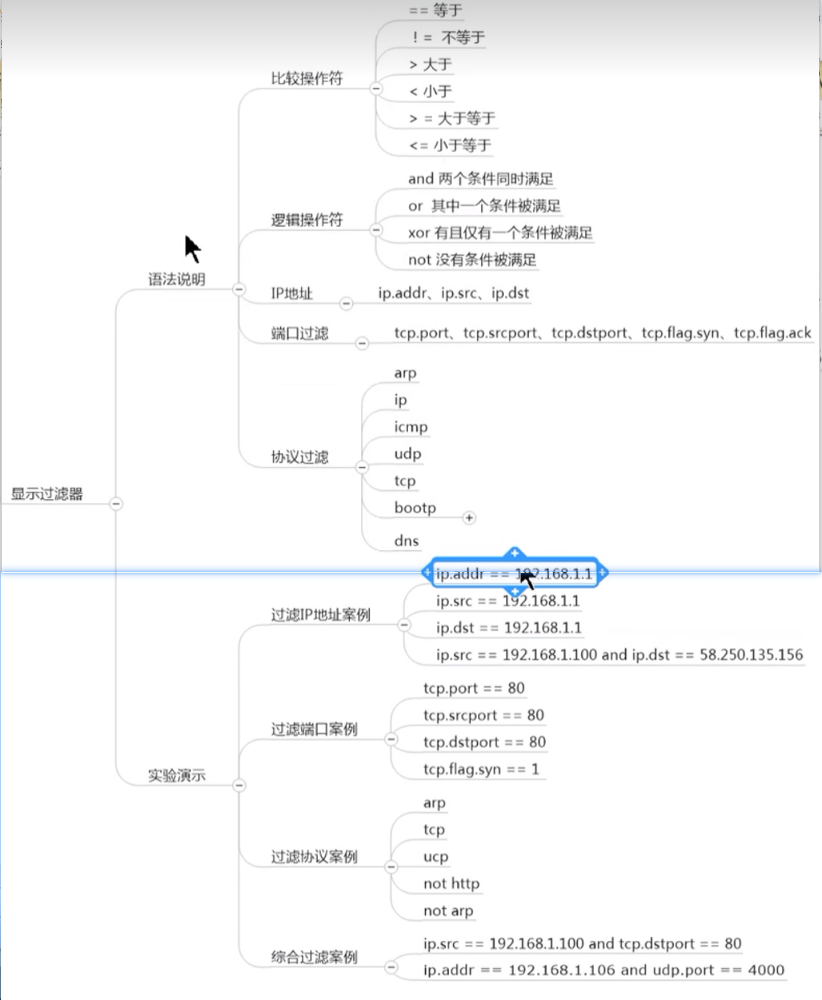 == 等于
! =  不等于
> 大于
比较操作符
< 小于
> = 大于等于
<= 小于等于
and 两个条件同时满足
or  其中一个条件被满足
逻辑操作符
xor 有且仅有一个条件被满足
not 没有条件被满足
语法说明
IP地址
ip.addr、ip.src、ip.dst
端口过滤
tcp.port、tcp.srcport、tcp.dstport、tcp.flag.syn、tcp.flag.ack
arp
ip
icmp
协议过滤
udp
tcp
显示过滤器
bootp
dns
ip.addr == 192.168.1.1
ip.src == 192.168.1.1
过滤IP地址案例
ip.dst == 192.168.1.1
ip.src == 192.168.1.100 and ip.dst == 58.250.135.156
tcp.port == 80
tcp.srcport == 80
过滤端口案例
tcp.dstport == 80
tcp.flag.syn == 1
实验演示
arp
tcp
过滤协议案例
ucp
not http
not arp
ip.src == 192.168.1.100 and tcp.dstport == 80
综合过滤案例
ip.addr == 192.168.1.106 and udp.port == 4000